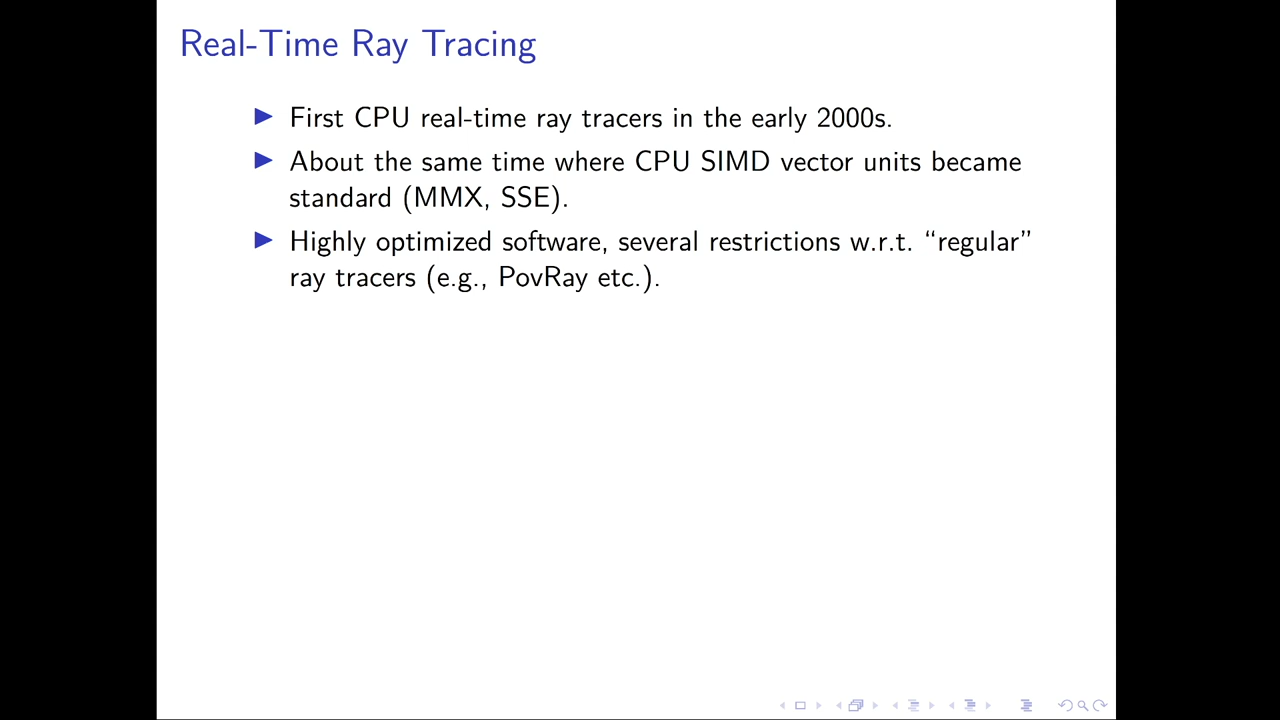 Real-Time Ray Tracing
First CPU real-time ray tracers in the early 2000s.
About the same time where CPU SIMD vector units became
standard (MMX, SSE).
Highly optimized software, several restrictions w.r.t. “regular”
ray tracers (e.g., PovRay etc.).